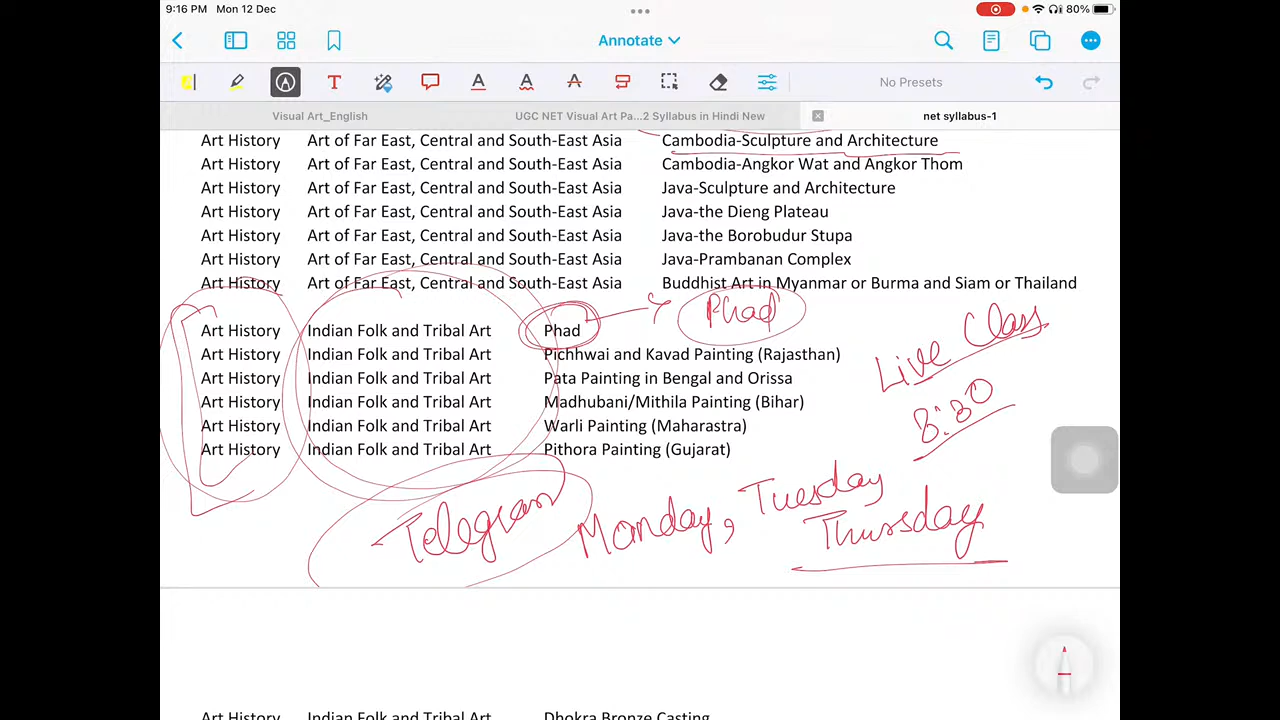 9:16 PM Mon 12 Dec
80%
Annotate
No Presets
Visual Art_English
UGC NET Visual Art Pa...2 Syllabus in Hindi New
net syllabus-1
Art History Art of Far East, Central and South-East Asia Cambodia-Sculpture and Architecture
Art History Art of Far East, Central and South-East Asia Cambodia-Angkor Wat and Angkor Thom
Art History Art of Far East, Central and South-East Asia Java-Sculpture and Architecture
Art History Art of Far East, Central and South-East Asia Java-the Dieng Plateau
Art History Art of Far East, Central and South-East Asia Java-the Borobudur Stupa
Art History Art of Far East, Central and South-East Asia Java-Prambanan Complex
Art History Art of Far East, Central and South-East Asia Buddhist Art in Myanmar or Burma and Siam or Thailand
Art History Indian Folk and Tribal Art Phad
Phad
Art History Indian Folk and Tribal Art Pichhwai and Kavad Painting (Rajasthan)
Art History Indian Folk and Tribal Art Pata Painting in Bengal and Orissa
Art History Indian Folk and Tribal Art Madhubani/Mithila Painting (Bihar)
Art History Indian Folk and Tribal Art Warli Painting (Maharastra)
Art History Indian Folk and Tribal Art Pithora Painting (Gujarat)
Live Class
8:30
Telegram
Monday, Tuesday
Thursday
Art History Indian Folk and Tribal Art Dhokra Bronze Casting